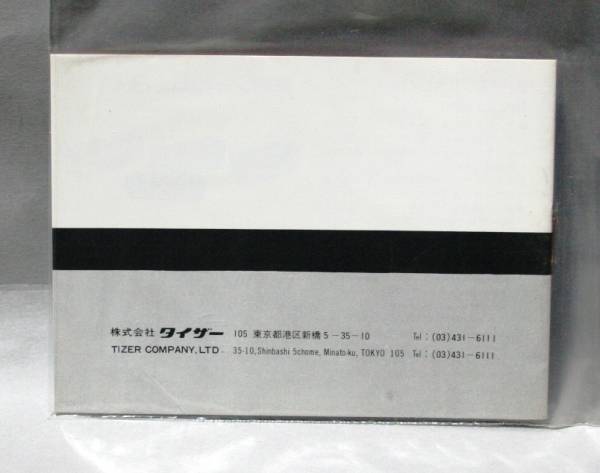 株式会社 タイザー 105 東京都港区新橋5-35-10 Tel:(03)431-6111
TiZER COMPANY, LTD. 35-10, Shinbashi 5chome, Minato-ku, TOKYO 105 Tel:(03)431-6111